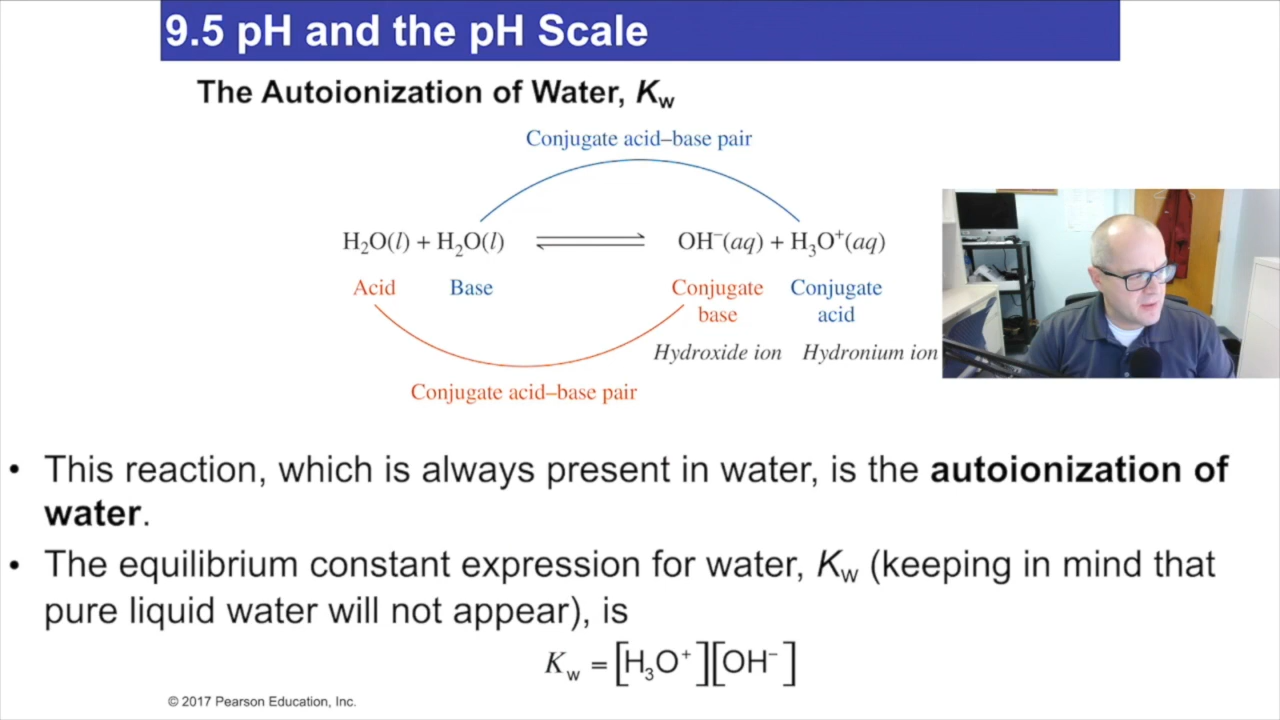 9.5 pH and the pH Scale
The Autoionization of Water, Kw
Conjugate acid–base pair
H₂O(l) + H₂O(l) ⇌ OH⁻(aq) + H₃O⁺(aq)
Acid Base Conjugate base Conjugate acid
Hydroxide ion Hydronium ion
Conjugate acid–base pair
• This reaction, which is always present in water, is the autoionization of
water.
• The equilibrium constant expression for water, Kw (keeping in mind that
pure liquid water will not appear), is
Kw = [H₃O⁺][OH⁻]
© 2017 Pearson Education, Inc.